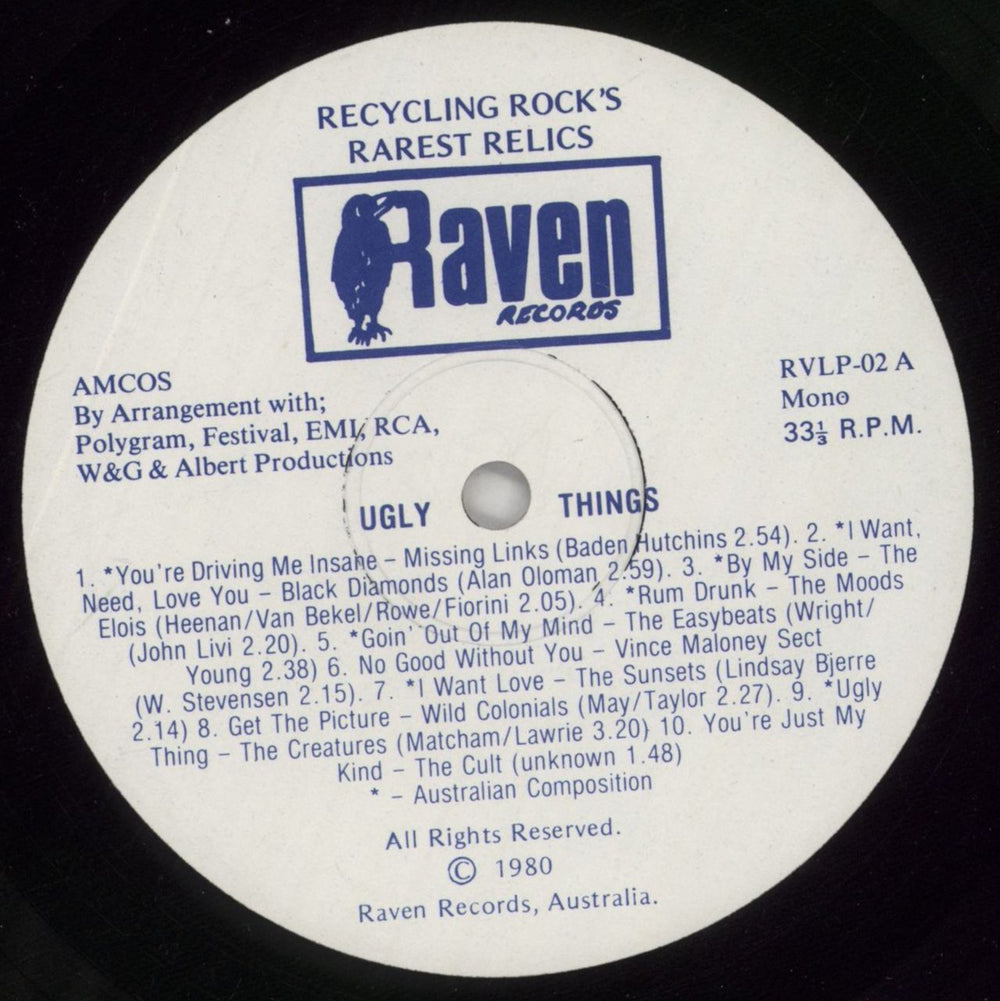 RECYCLING ROCK'S
RAREST RELICS
Raven
RECORDS
AMCOS
By Arrangement with;
Polygram, Festival, EMI, RCA,
W&G & Albert Productions
RVLP-02 A
Mono
33⅓ R.P.M.
UGLY THINGS
1. *You're Driving Me Insane – Missing Links (Baden Hutchins 2.54). 2. *I Want,
Need, Love You – Black Diamonds (Alan Oloman 2.59). 3. *By My Side – The
Elois (Heenan/Van Bekel/Rowe/Fiorini 2.05). 4. *Rum Drunk – The Moods
(John Livi 2.20). 5. *Goin' Out Of My Mind – The Easybeats (Wright/
Young 2.38) 6. No Good Without You – Vince Maloney Sect
(W. Stevensen 2.15). 7. *I Want Love – The Sunsets (Lindsay Bjerre
2.14) 8. Get The Picture – Wild Colonials (May/Taylor 2.27). 9. *Ugly
Thing – The Creatures (Matcham/Lawrie 3.20) 10. You're Just My
Kind – The Cult (unknown 1.48)
* – Australian Composition
All Rights Reserved.
© 1980
Raven Records, Australia.